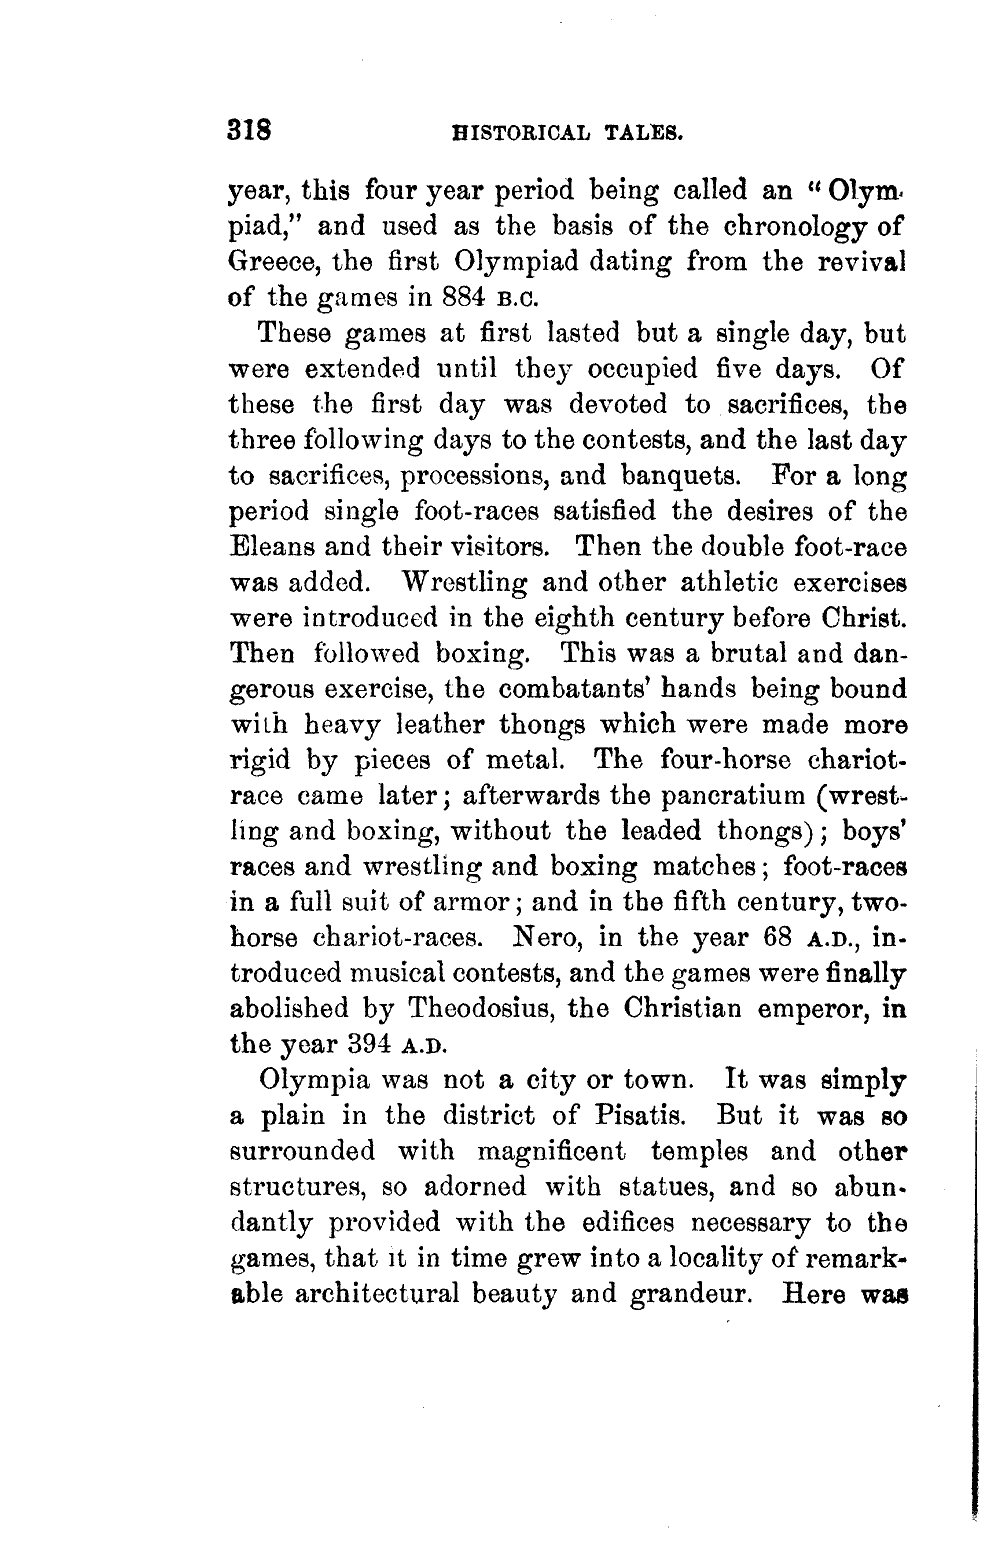 318 HISTORICAL TALES.
year, this four year period being called an “Olym-
piad,” and used as the basis of the chronology of
Greece, the first Olympiad dating from the revival
of the games in 884 B.C.
These games at first lasted but a single day, but
were extended until they occupied five days. Of
these the first day was devoted to sacrifices, the
three following days to the contests, and the last day
to sacrifices, processions, and banquets. For a long
period single foot-races satisfied the desires of the
Eleans and their visitors. Then the double foot-race
was added. Wrestling and other athletic exercises
were introduced in the eighth century before Christ.
Then followed boxing. This was a brutal and dan-
gerous exercise, the combatants’ hands being bound
with heavy leather thongs which were made more
rigid by pieces of metal. The four-horse chariot-
race came later; afterwards the pancratium (wrest-
ling and boxing, without the leaded thongs); boys’
races and wrestling and boxing matches; foot-races
in a full suit of armor; and in the fifth century, two-
horse chariot-races. Nero, in the year 68 A.D., in-
troduced musical contests, and the games were finally
abolished by Theodosius, the Christian emperor, in
the year 394 A.D.
Olympia was not a city or town. It was simply
a plain in the district of Pisatis. But it was so
surrounded with magnificent temples and other
structures, so adorned with statues, and so abun-
dantly provided with the edifices necessary to the
games, that it in time grew into a locality of remark-
able architectural beauty and grandeur. Here was